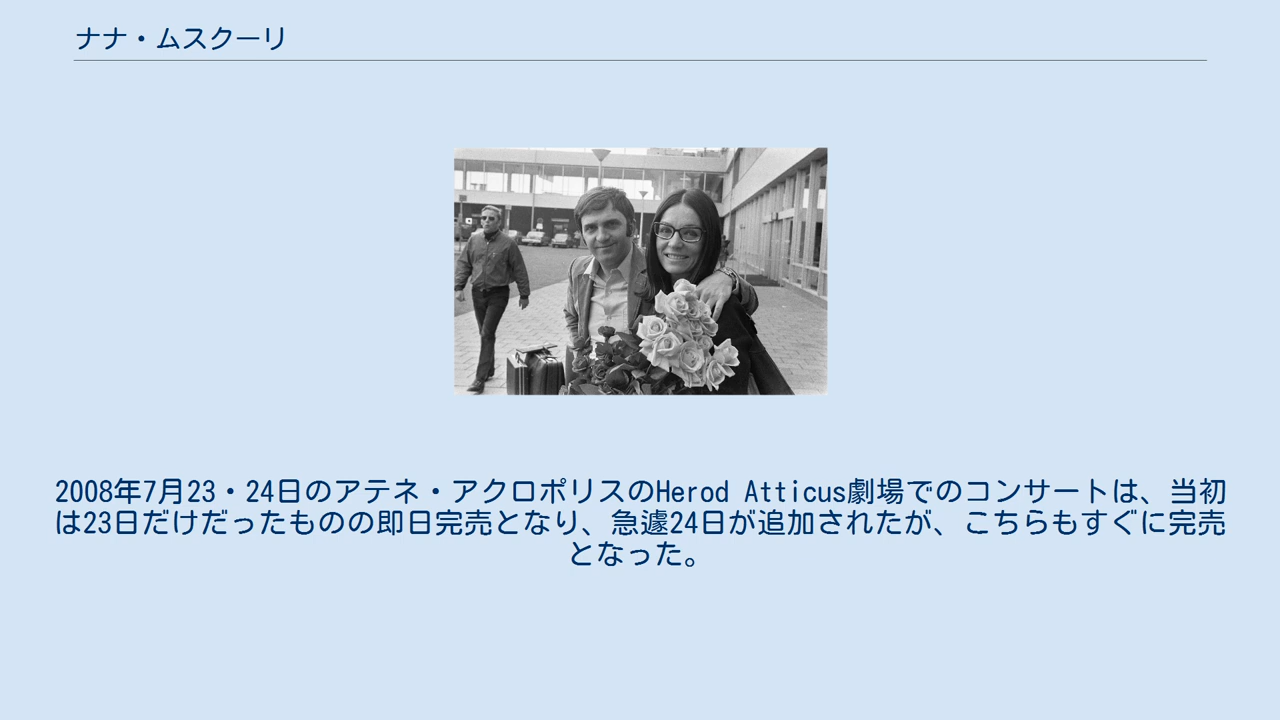 ナナ・ムスクーリ
2008年7月23・24日のアテネ・アクロポリスのHerod Atticus劇場でのコンサートは、当初
は23日だけだったものの即日完売となり、急遽24日が追加されたが、こちらもすぐに完売
となった。